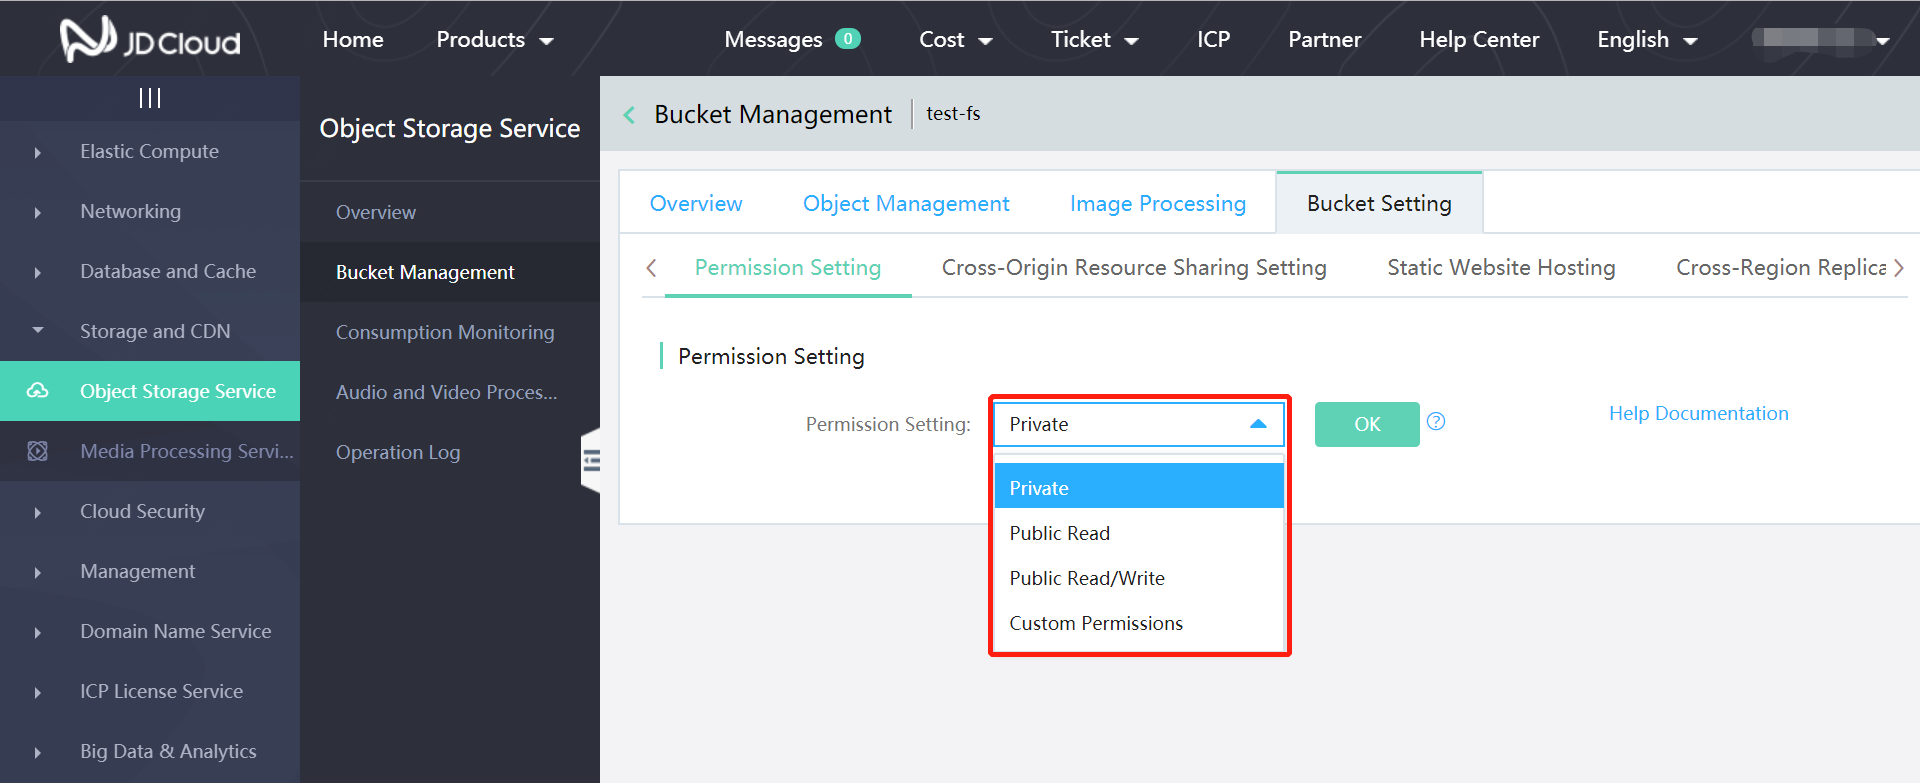 JD Cloud Home Products Messages 0 Cost Ticket ICP Partner Help Center English
Elastic Compute
Networking
Database and Cache
Storage and CDN
Object Storage Service
Media Processing Servi...
Cloud Security
Management
Domain Name Service
ICP License Service
Big Data & Analytics
Object Storage Service
Overview
Bucket Management
Consumption Monitoring
Audio and Video Proces...
Operation Log
Bucket Management test-fs
Overview Object Management Image Processing Bucket Setting
Permission Setting Cross-Origin Resource Sharing Setting Static Website Hosting Cross-Region Replica
Permission Setting
Permission Setting: Private OK ? Help Documentation
Private
Public Read
Public Read/Write
Custom Permissions